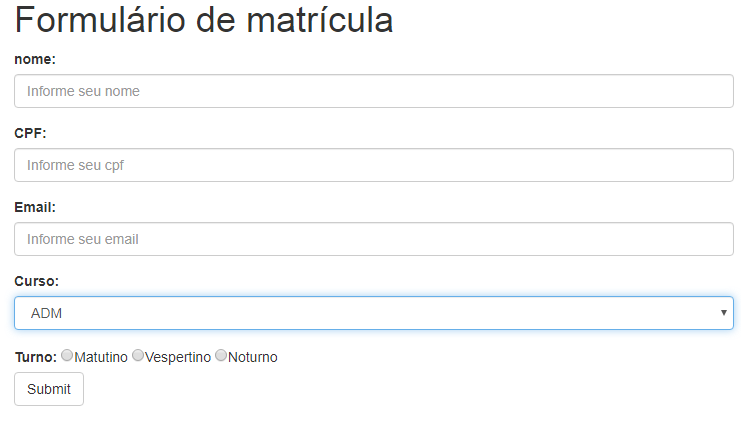 Formulário de matrícula
nome:
Informe seu nome
CPF:
Informe seu cpf
Email:
Informe seu email
Curso:
ADM
Turno: Matutino Vespertino Noturno
Submit